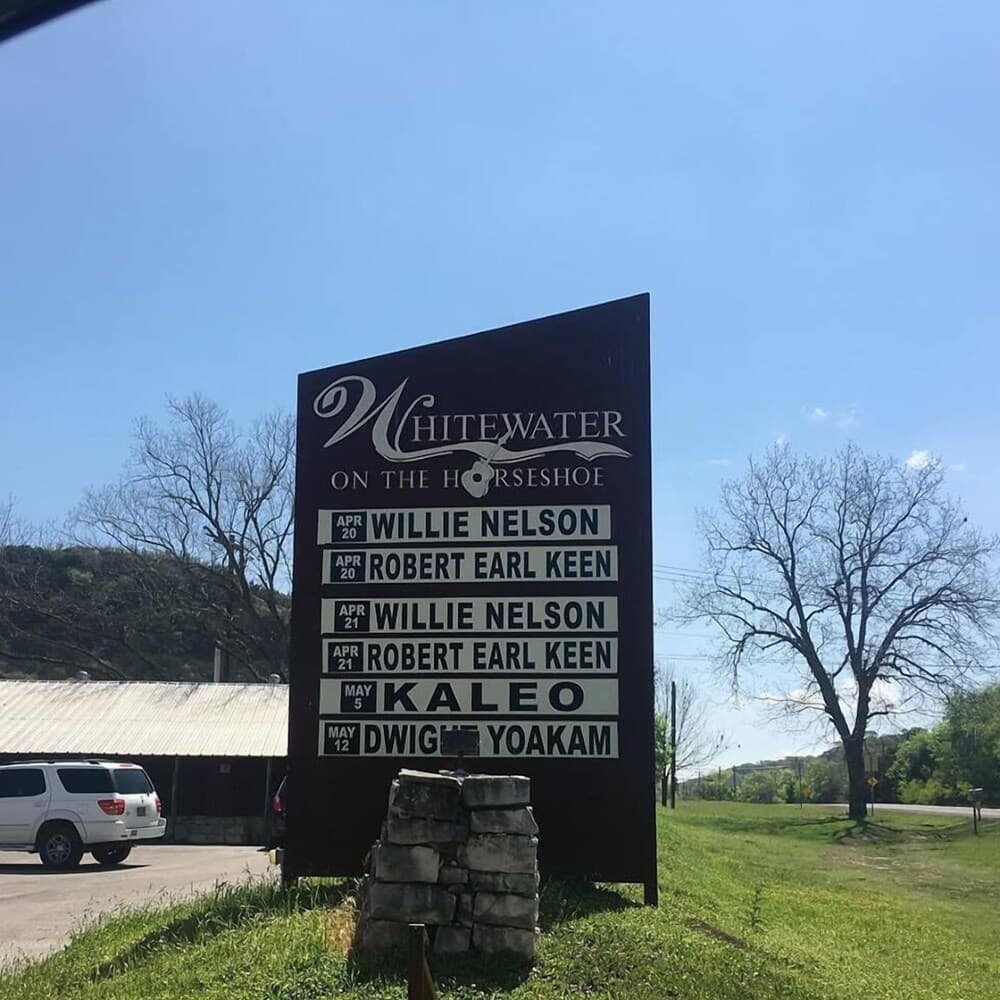 WHITEWATER
ON THE HORSESHOE
APR 20 WILLIE NELSON
APR 20 ROBERT EARL KEEN
APR 21 WILLIE NELSON
APR 21 ROBERT EARL KEEN
MAY 5 KALEO
MAY 12 DWIGHT YOAKAM